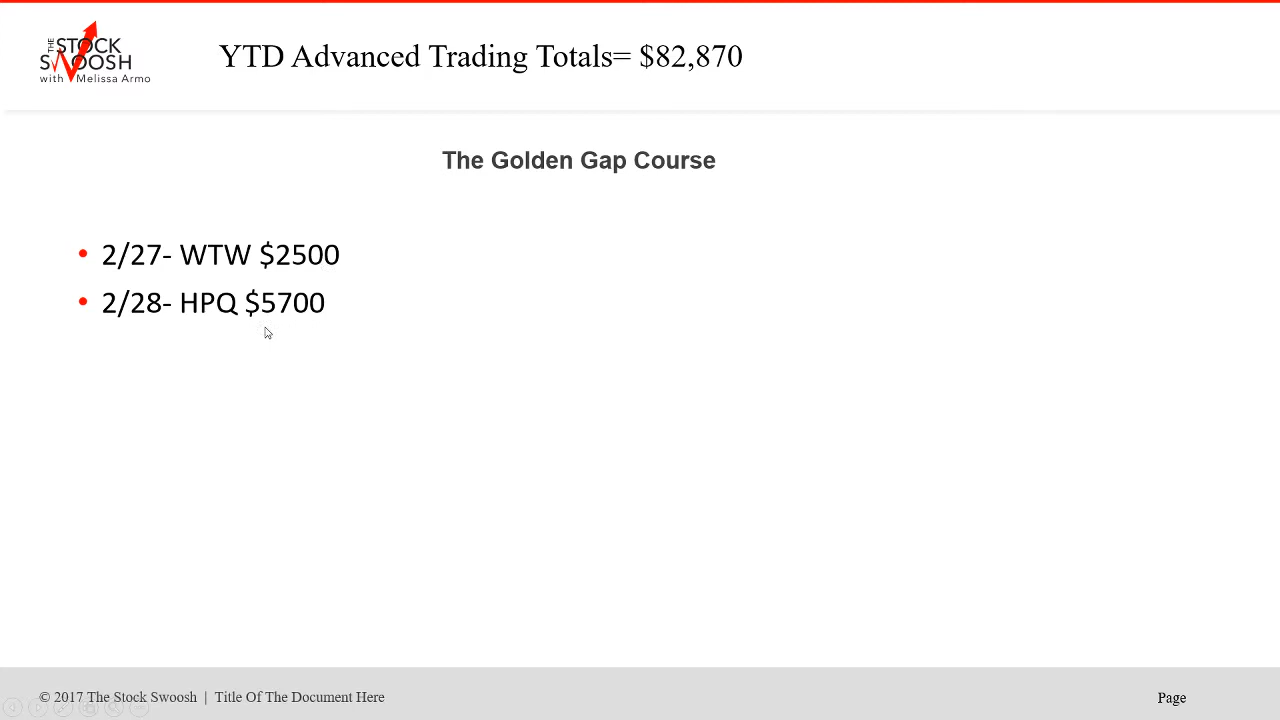 THE STOCK
SWOOSH
with Melissa Armo
YTD Advanced Trading Totals= $82,870
The Golden Gap Course
• 2/27- WTW $2500
• 2/28- HPQ $5700
© 2017 The Stock Swoosh | Title Of The Document Here
Page